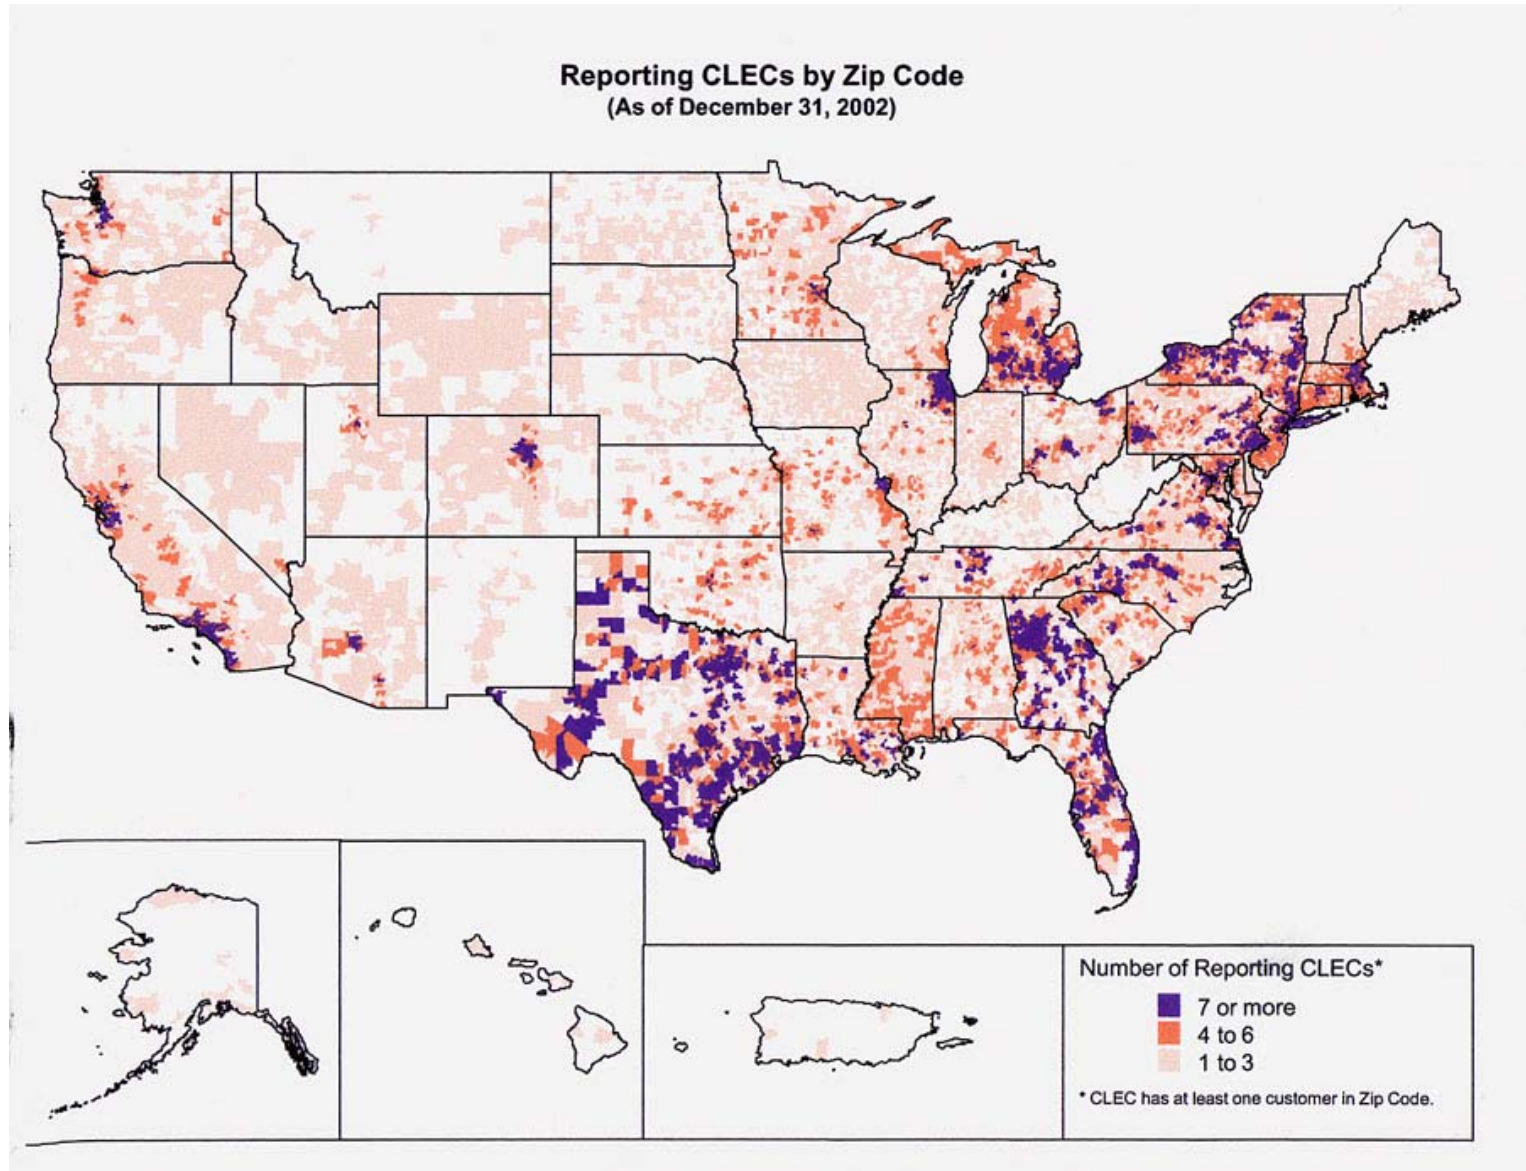 Reporting CLECs by Zip Code
(As of December 31, 2002)
Number of Reporting CLECs*
7 or more
4 to 6
1 to 3
* CLEC has at least one customer in Zip Code.